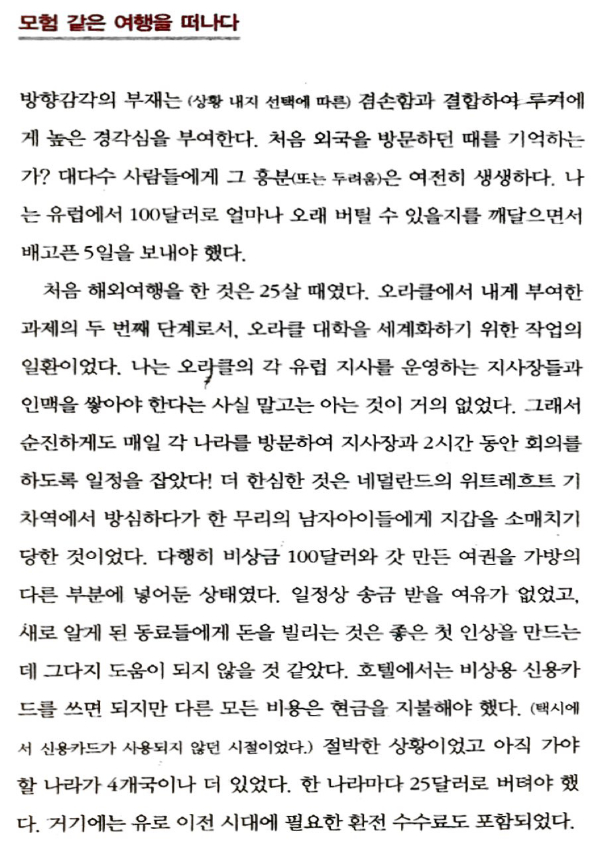 모험 같은 여행을 떠나다
방향감각의 부재는 (상황 내지 선택에 따른) 겸손함과 결합하여 루커에
게 높은 경각심을 부여한다. 처음 외국을 방문하던 때를 기억하는
가? 대다수 사람들에게 그 흥분(또는 두려움)은 여전히 생생하다. 나
는 유럽에서 100달러로 얼마나 오래 버틸 수 있을지를 깨달으면서
배고픈 5일을 보내야 했다.
처음 해외여행을 한 것은 25살 때였다. 오라클에서 내게 부여한
과제의 두 번째 단계로서, 오라클 대학을 세계화하기 위한 작업의
일환이었다. 나는 오라클의 각 유럽 지사를 운영하는 지사장들과
인맥을 쌓아야 한다는 사실 말고는 아는 것이 거의 없었다. 그래서
순진하게도 매일 각 나라를 방문하여 지사장과 2시간 동안 회의를
하도록 일정을 잡았다! 더 한심한 것은 네덜란드의 위트레흐트 기
차역에서 방심하다가 한 무리의 남자아이들에게 지갑을 소매치기
당한 것이었다. 다행히 비상금 100달러와 갓 만든 여권을 가방의
다른 부분에 넣어둔 상태였다. 일정상 송금 받을 여유가 없었고,
새로 알게 된 동료들에게 돈을 빌리는 것은 좋은 첫 인상을 만드는
데 그다지 도움이 되지 않을 것 같았다. 호텔에서는 비상용 신용카
드를 쓰면 되지만 다른 모든 비용은 현금을 지불해야 했다. (택시에
서 신용카드가 사용되지 않던 시절이었다.) 절박한 상황이었고 아직 가야
할 나라가 4개국이나 더 있었다. 한 나라마다 25달러로 버텨야 했
다. 거기에는 유로 이전 시대에 필요한 환전 수수료도 포함되었다.